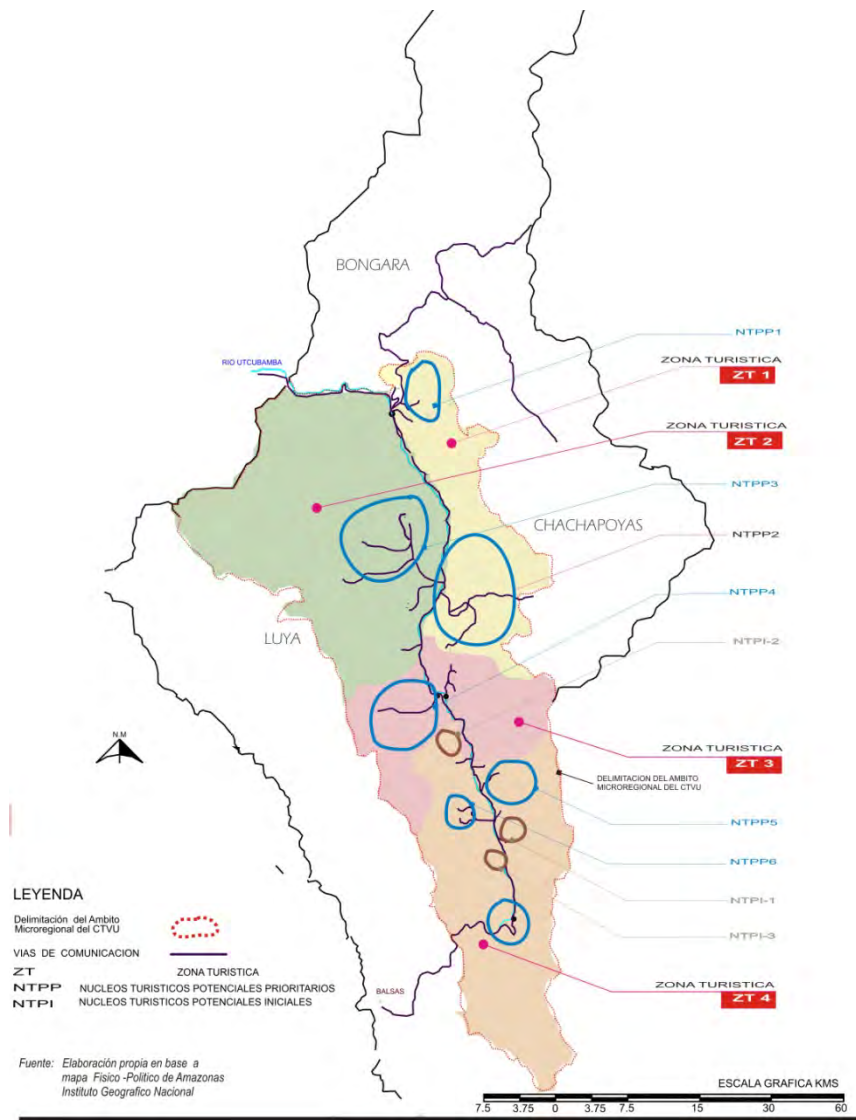 BONGARA
NTPP1
RIO UTCUBAMBA
ZONA TURISTICA
ZT 1
ZONA TURISTICA
ZT 2
NTPP3
CHACHAPOYAS
NTPP2
NTPP4
LUYA
NTPI-2
N.M
ZONA TURISTICA
ZT 3
DELIMITACION DEL AMBITO
MICROREGIONAL DEL CTVU
NTPP5
NTPP6
NTPI-1
NTPI-3
LEYENDA
Delimitación del Ambito
Microregional del CTVU
VIAS DE COMUNICACION
ZT ZONA TURISTICA
NTPP NUCLEOS TURISTICOS POTENCIALES PRIORITARIOS
NTPI NUCLEOS TURISTICOS POTENCIALES INICIALES
BALSAS
ZONA TURISTICA
ZT 4
Fuente: Elaboración propia en base a
mapa Fisico -Politico de Amazonas
Instituto Geografico Nacional
ESCALA GRAFICA KMS
7.5 3.75 0 3.75 7.5 15 30 60